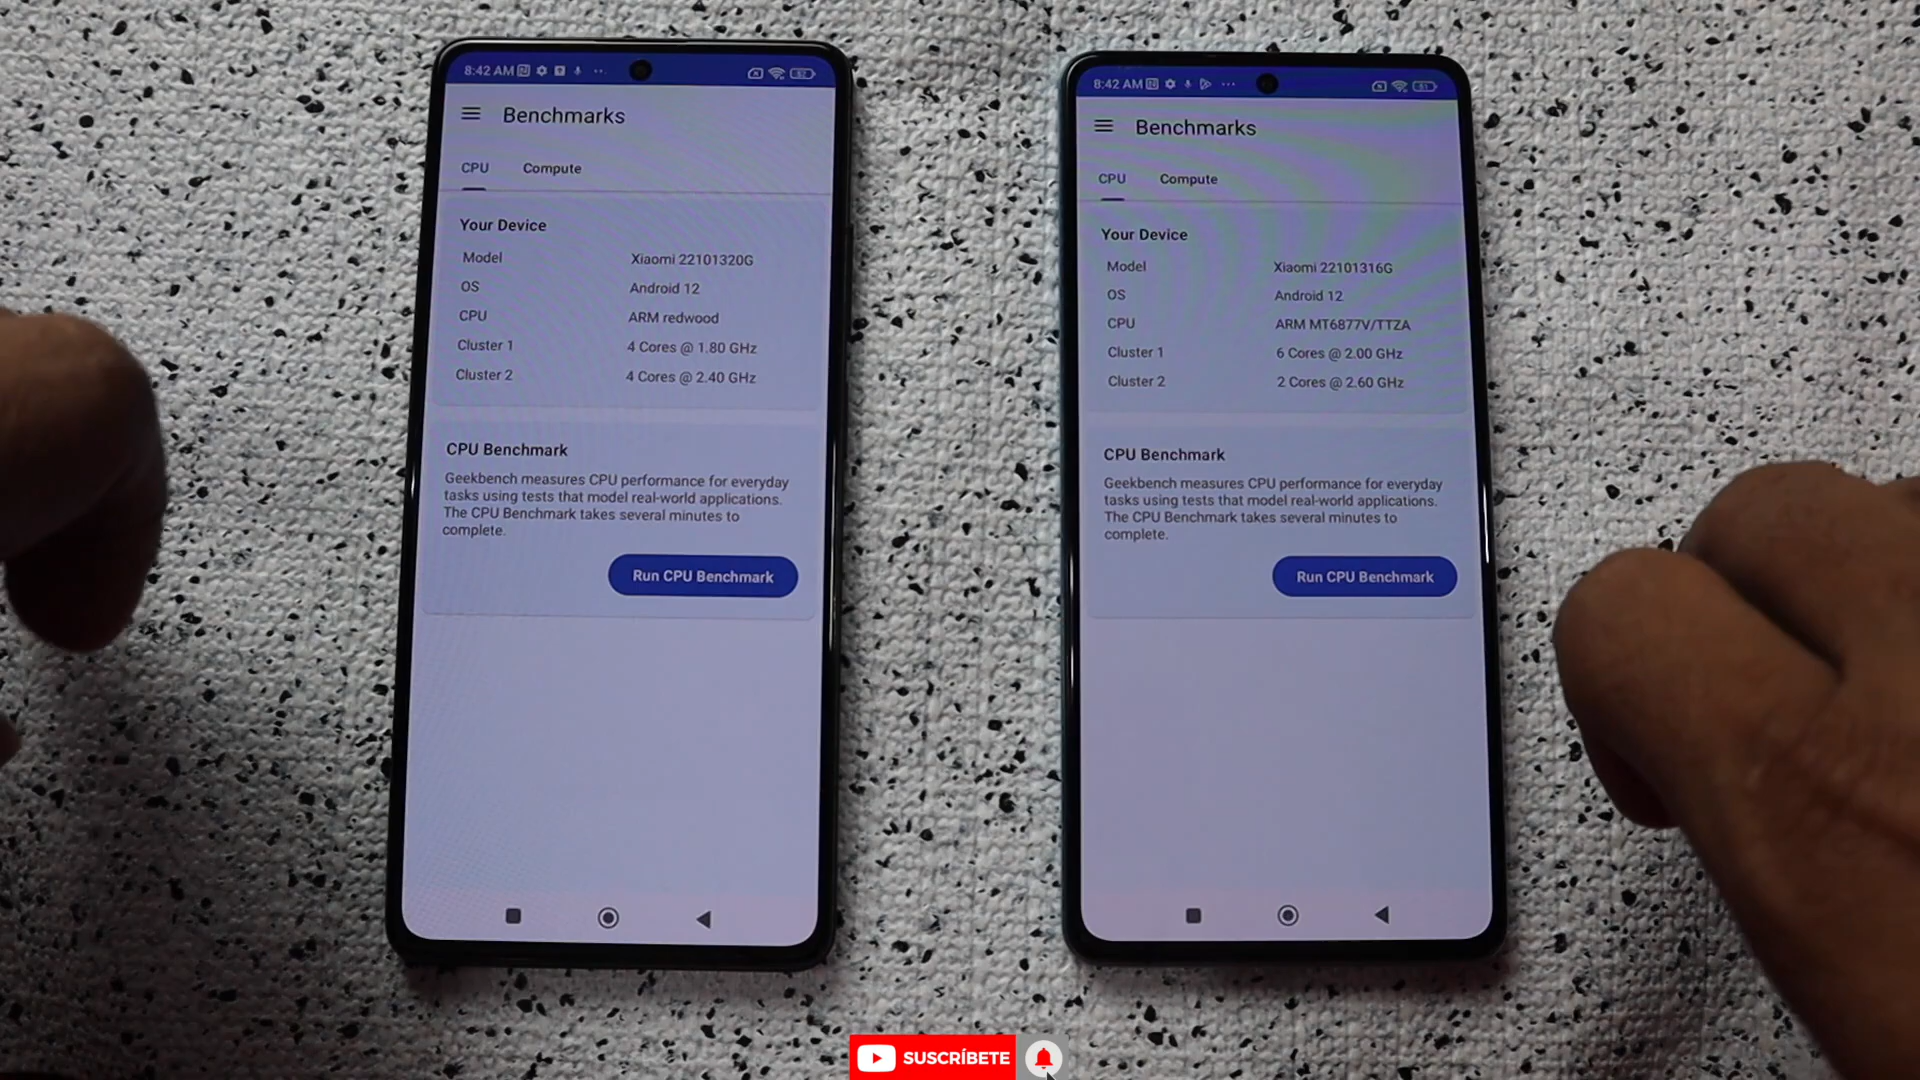 8:42 AM
52
Benchmarks
CPU Compute
Your Device
Model Xiaomi 22101320G
OS Android 12
CPU ARM redwood
Cluster 1 4 Cores @ 1.80 GHz
Cluster 2 4 Cores @ 2.40 GHz
CPU Benchmark
Geekbench measures CPU performance for everyday
tasks using tests that model real-world applications.
The CPU Benchmark takes several minutes to
complete.
Run CPU Benchmark
8:42 AM
51
Benchmarks
CPU Compute
Your Device
Model Xiaomi 22101316G
OS Android 12
CPU ARM MT6877V/TTZA
Cluster 1 6 Cores @ 2.00 GHz
Cluster 2 2 Cores @ 2.60 GHz
CPU Benchmark
Geekbench measures CPU performance for everyday
tasks using tests that model real-world applications.
The CPU Benchmark takes several minutes to
complete.
Run CPU Benchmark
SUSCRÍBETE